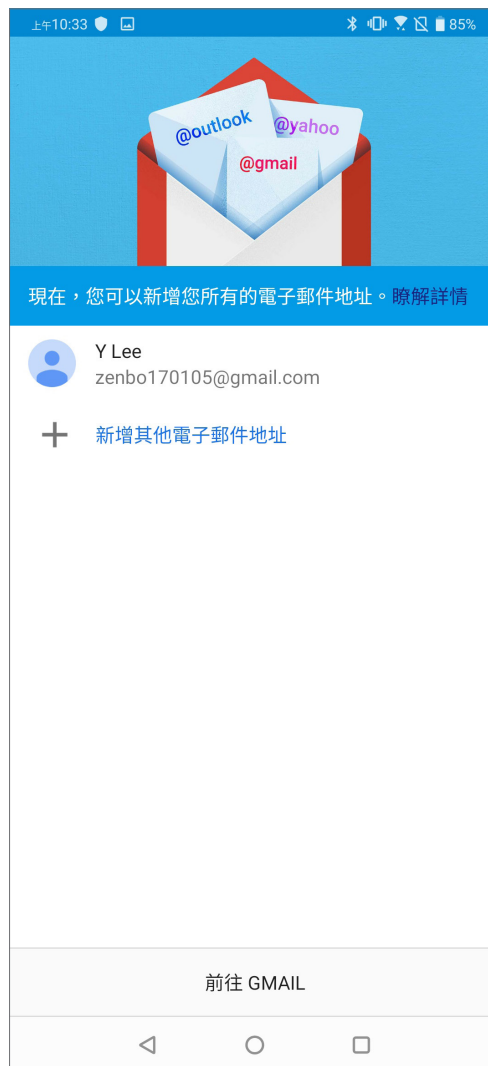 上午10:33
85%
@outlook
@yahoo
@gmail
現在，您可以新增您所有的電子郵件地址。瞭解詳情
Y Lee
zenbo170105@gmail.com
新增其他電子郵件地址
前往 GMAIL